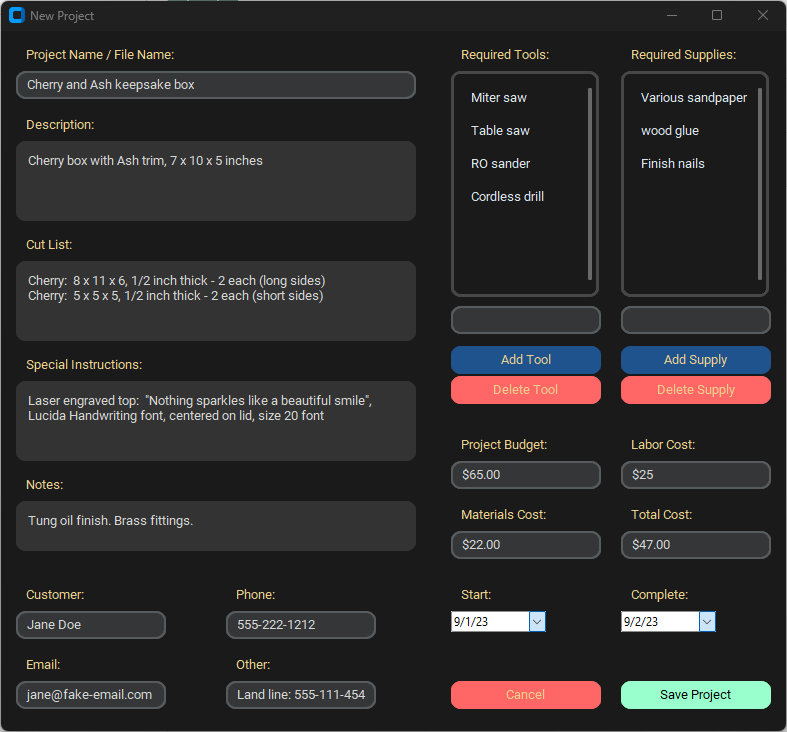 New Project
Project Name / File Name:
Cherry and Ash keepsake box
Description:
Cherry box with Ash trim, 7 x 10 x 5 inches
Cut List:
Cherry:  8 x 11 x 6, 1/2 inch thick - 2 each (long sides)
Cherry:  5 x 5 x 5, 1/2 inch thick - 2 each (short sides)
Special Instructions:
Laser engraved top:  "Nothing sparkles like a beautiful smile",
Lucida Handwriting font, centered on lid, size 20 font
Notes:
Tung oil finish. Brass fittings.
Customer:
Jane Doe
Phone:
555-222-1212
Email:
jane@fake-email.com
Other:
Land line: 555-111-454
Required Tools:
Miter saw
Table saw
RO sander
Cordless drill
Add Tool
Delete Tool
Required Supplies:
Various sandpaper
wood glue
Finish nails
Add Supply
Delete Supply
Project Budget:
$65.00
Labor Cost:
$25
Materials Cost:
$22.00
Total Cost:
$47.00
Start:
9/1/23
Complete:
9/2/23
Cancel
Save Project